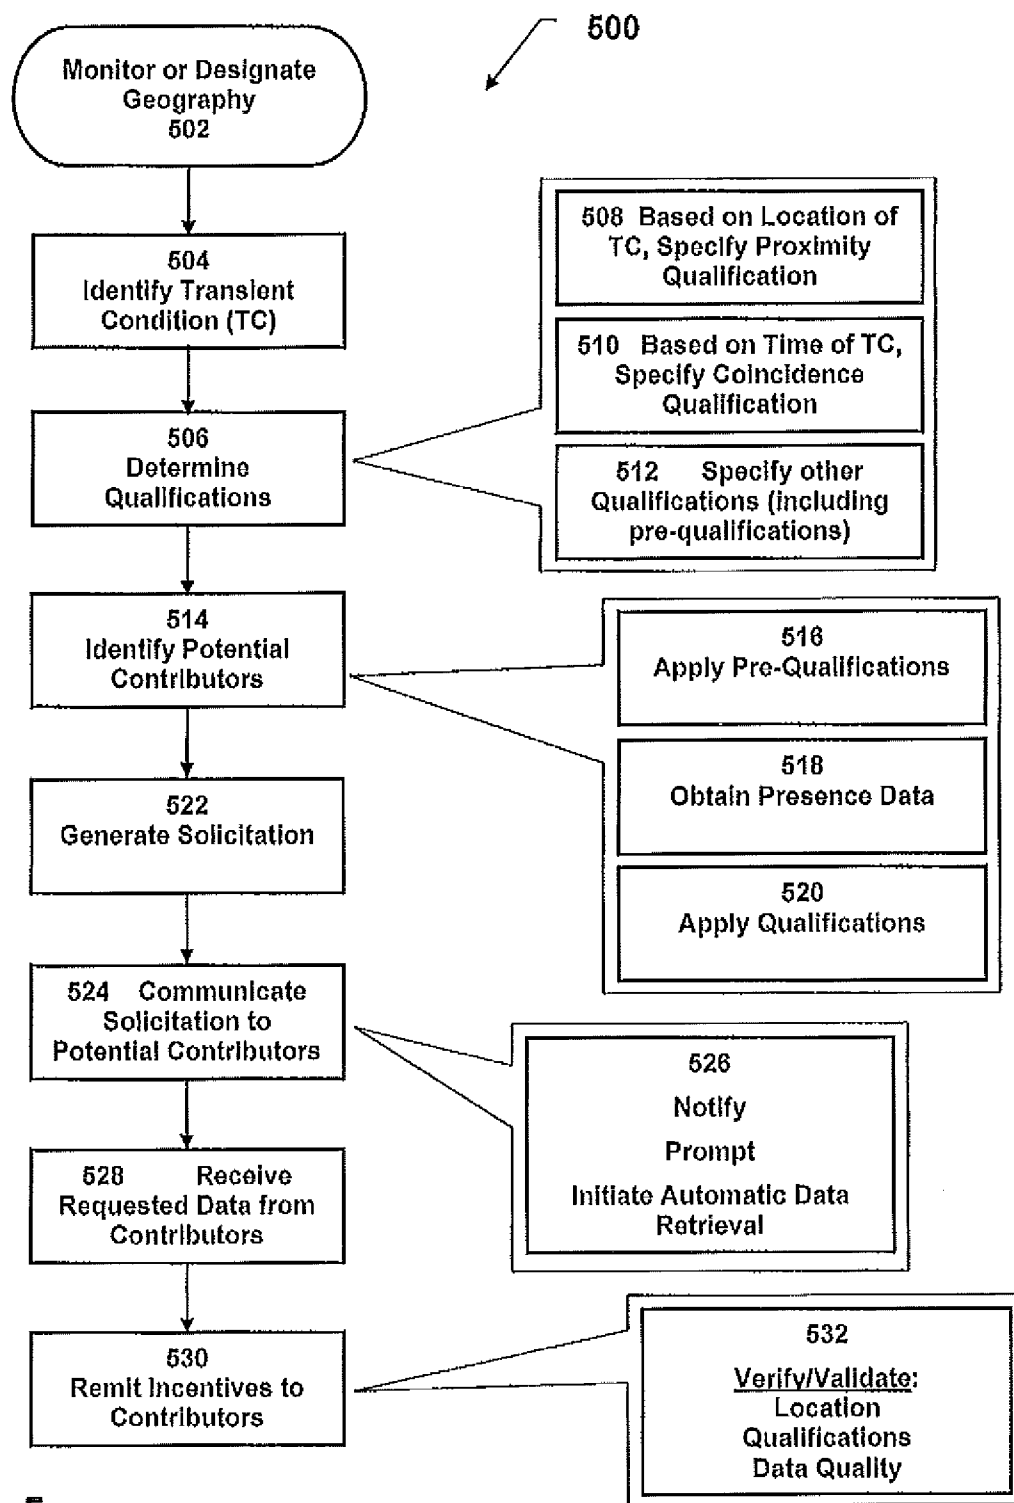 500
Monitor or Designate
Geography
502
504
Identify Transient
Condition (TC)
506
Determine
Qualifications
508 Based on Location of
TC, Specify Proximity
Qualification
510 Based on Time of TC,
Specify Coincidence
Qualification
512 Specify other
Qualifications (including
pre-qualifications)
514
Identify Potential
Contributors
516
Apply Pre-Qualifications
518
Obtain Presence Data
520
Apply Qualifications
522
Generate Solicitation
524 Communicate
Solicitation to
Potential Contributors
526
Notify
Prompt
Initiate Automatic Data
Retrieval
528 Receive
Requested Data from
Contributors
530
Remit Incentives to
Contributors
532
Verify/Validate:
Location
Qualifications
Data Quality